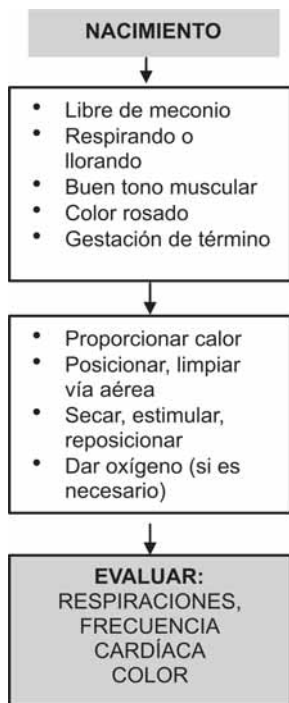 NACIMIENTO
• Libre de meconio
• Respirando o
llorando
• Buen tono muscular
• Color rosado
• Gestación de término
• Proporcionar calor
• Posicionar, limpiar
vía aérea
• Secar, estimular,
reposicionar
• Dar oxígeno (si es
necesario)
EVALUAR:
RESPIRACIONES,
FRECUENCIA
CARDÍACA
COLOR